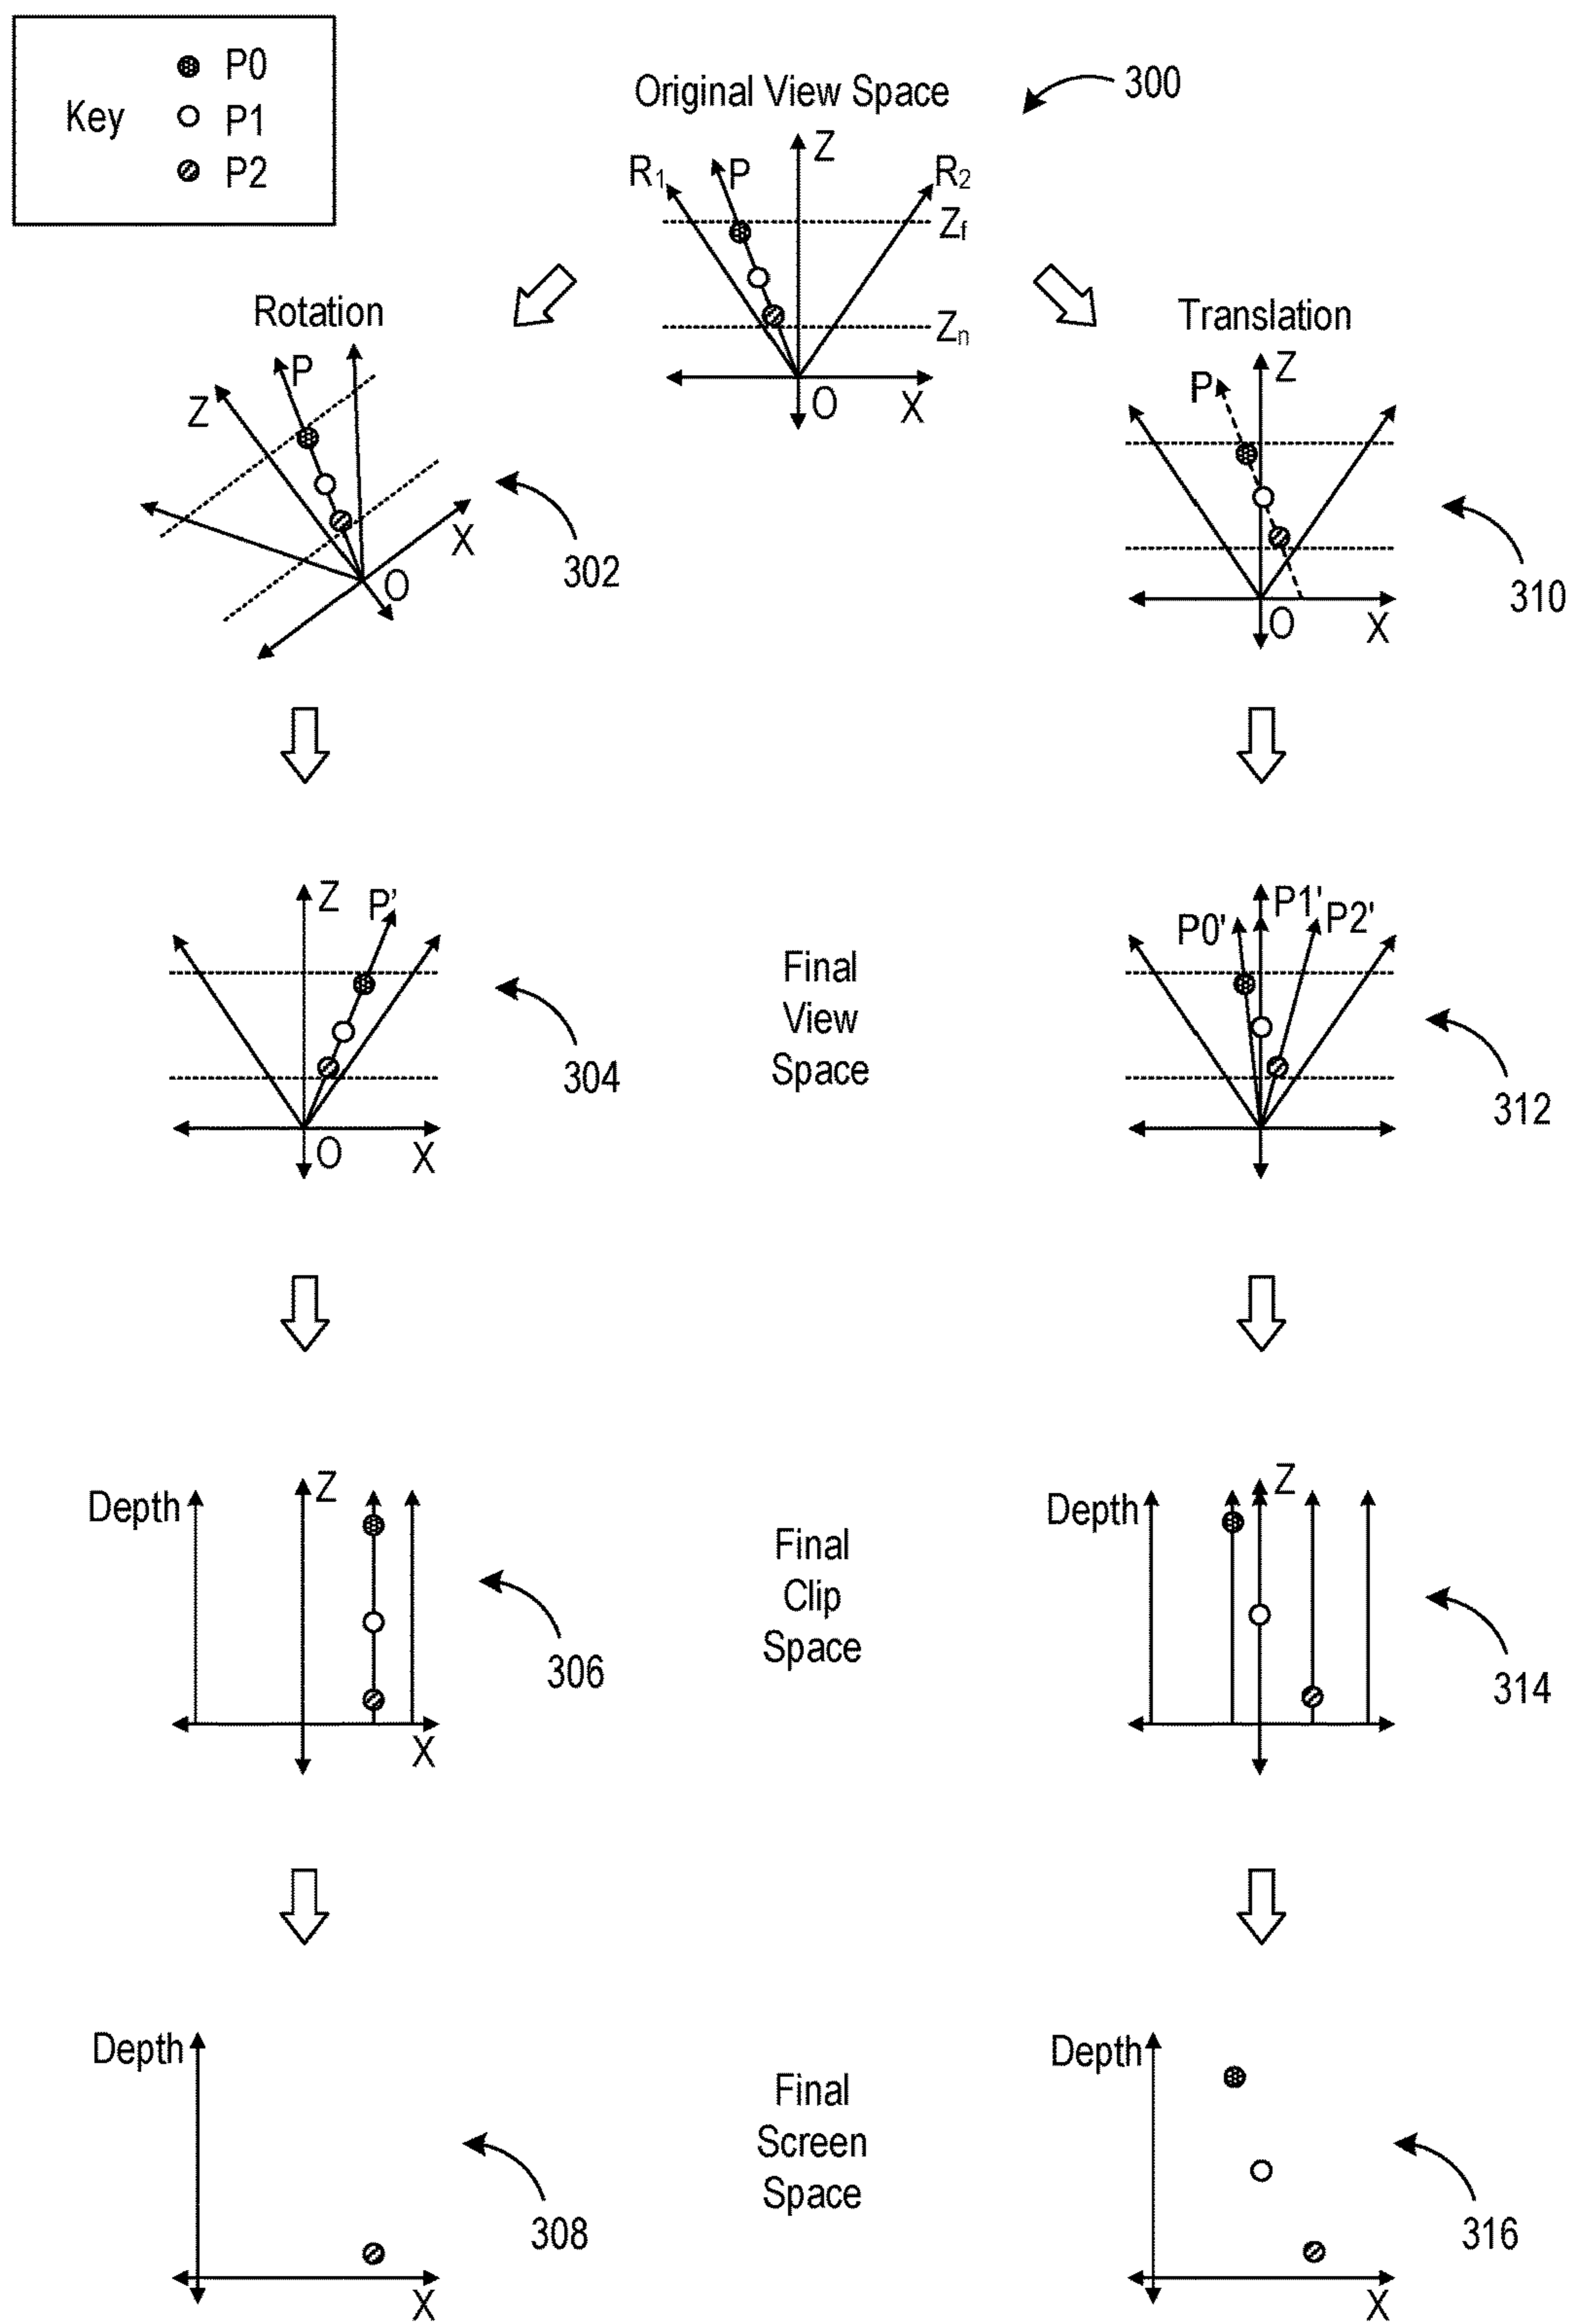 Key
P0
P1
P2
Original View Space
300
R1
P
Z
R2
Zf
Zn
O
X
Rotation
Z
P
X
O
302
Translation
P
Z
O
X
310
Z
P'
O
X
304
Final
View
Space
P0'
P1'
P2'
312
Depth
Z
X
306
Final
Clip
Space
Depth
Z
314
Depth
X
308
Final
Screen
Space
Depth
X
316